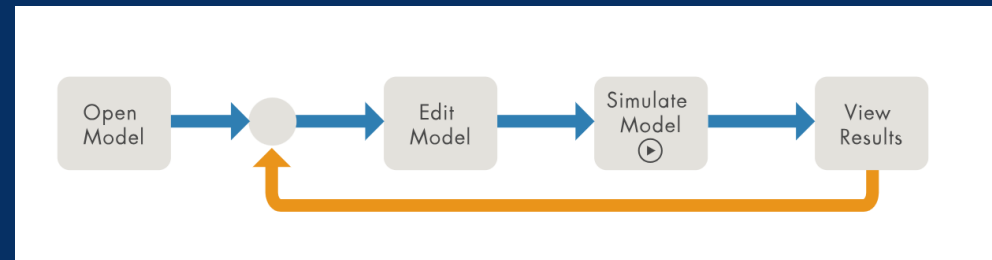 Open
Model
Edit
Model
Simulate
Model
View
Results